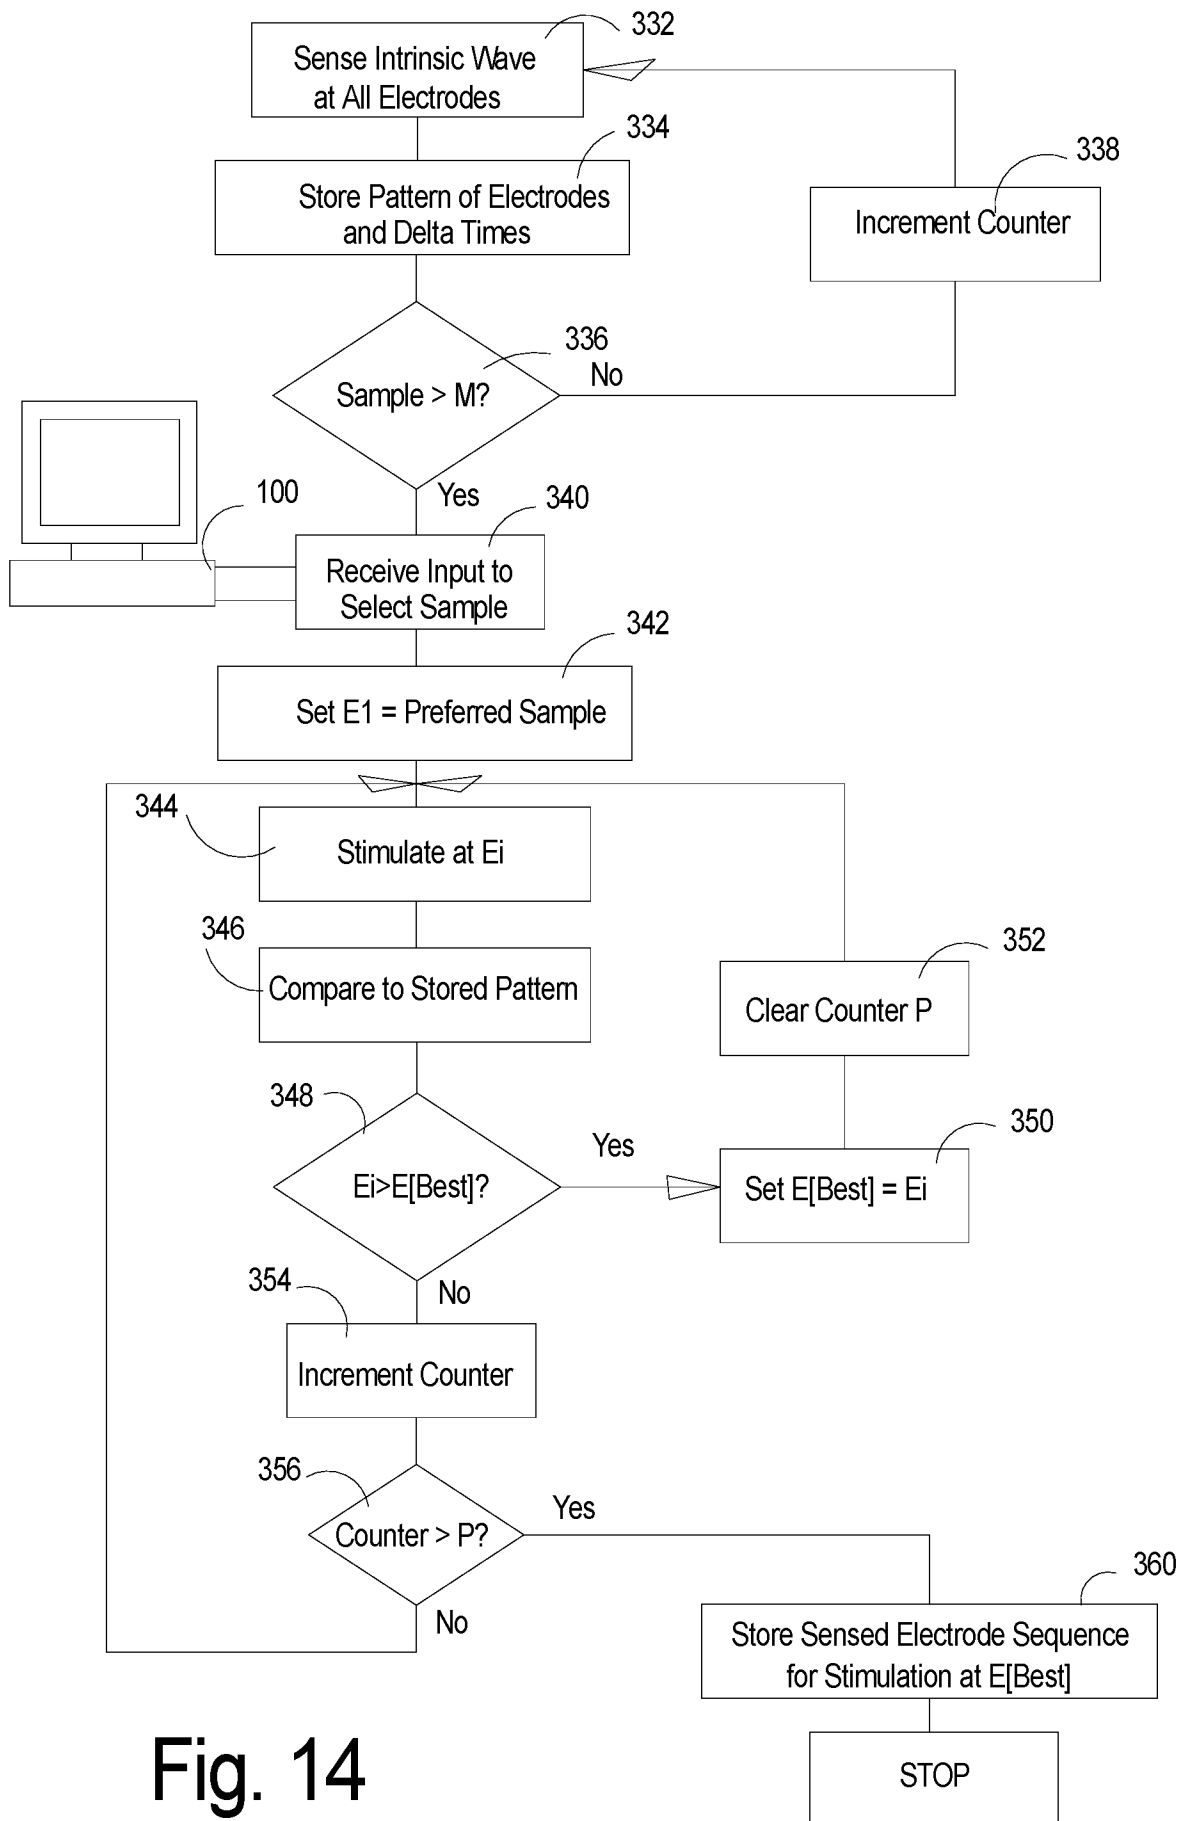 332
Sense Intrinsic Wave
at All Electrodes
334
Store Pattern of Electrodes
and Delta Times
338
Increment Counter
336
No
Sample > M?
Yes
100
340
Receive Input to
Select Sample
342
Set E1 = Preferred Sample
344
Stimulate at Ei
346
Compare to Stored Pattern
352
Clear Counter P
348
Yes
350
Ei>E[Best]?
Set E[Best] = Ei
354
No
Increment Counter
356
Yes
Counter > P?
No
360
Store Sensed Electrode Sequence
for Stimulation at E[Best]
STOP
Fig. 14